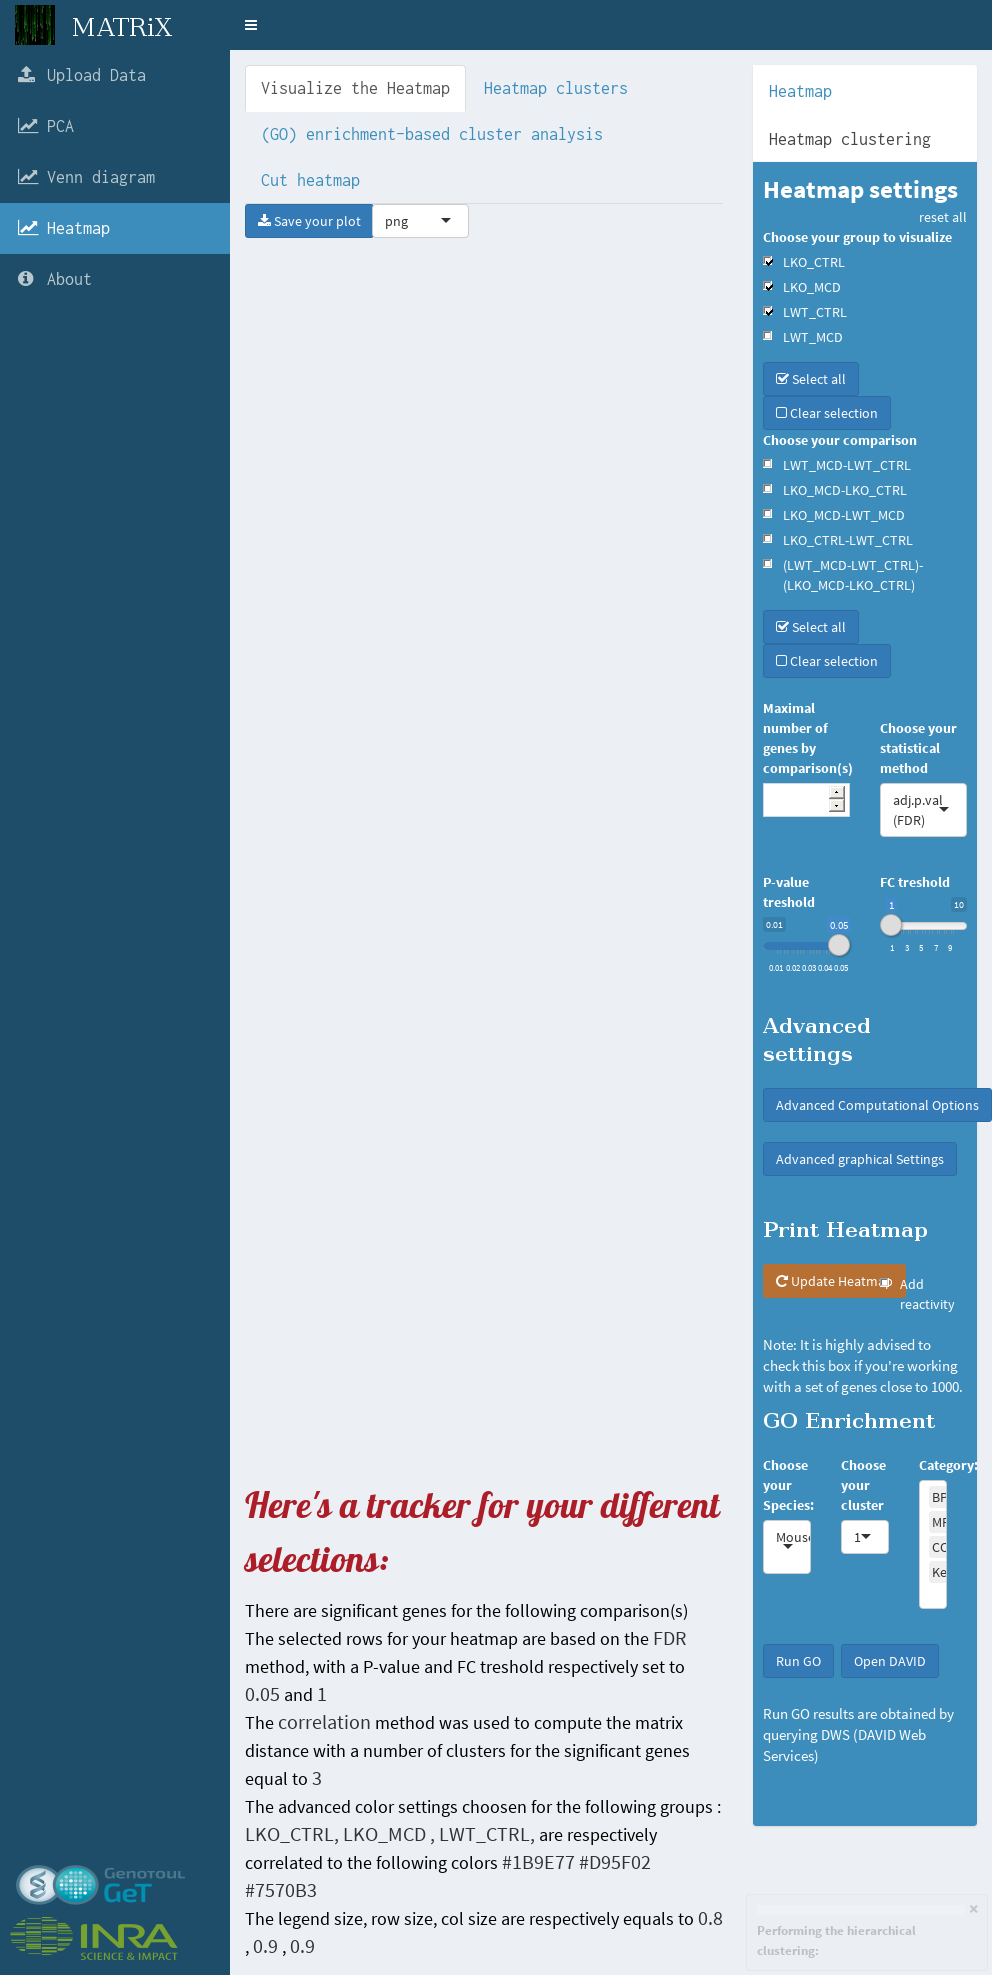 MATRiX
Upload Data
PCA
Venn diagram
Heatmap
About
Visualize the Heatmap
Heatmap clusters
(GO) enrichment-based cluster analysis
Cut heatmap
Save your plot
png
Here's a tracker for your different
selections:
There are significant genes for the following comparison(s)
The selected rows for your heatmap are based on the FDR
method, with a P-value and FC treshold respectively set to
0.05 and 1
The correlation method was used to compute the matrix
distance with a number of clusters for the significant genes
equal to 3
The advanced color settings choosen for the following groups :
LKO_CTRL, LKO_MCD , LWT_CTRL, are respectively
correlated to the following colors #1B9E77 #D95F02
#7570B3
The legend size, row size, col size are respectively equals to 0.8
, 0.9 , 0.9
Heatmap
Heatmap clustering
Heatmap settings
reset all
Choose your group to visualize
LKO_CTRL
LKO_MCD
LWT_CTRL
LWT_MCD
Select all
Clear selection
Choose your comparison
LWT_MCD-LWT_CTRL
LKO_MCD-LKO_CTRL
LKO_MCD-LWT_MCD
LKO_CTRL-LWT_CTRL
(LWT_MCD-LWT_CTRL)-
(LKO_MCD-LKO_CTRL)
Select all
Clear selection
Maximal
number of
genes by
comparison(s)
Choose your
statistical
method
adj.p.val
(FDR)
P-value
treshold
0.01 0.05
0.01 0.02 0.03 0.04 0.05
FC treshold
1 10
1 3 5 7 9
Advanced
settings
Advanced Computational Options
Advanced graphical Settings
Print Heatmap
Update Heatmap
Add
reactivity
Note: It is highly advised to
check this box if you're working
with a set of genes close to 1000.
GO Enrichment
Choose
your
Species:
Mouse
Choose
your
cluster
1
Category:
BP
MF
CC
Ke
Run GO
Open DAVID
Run GO results are obtained by
querying DWS (DAVID Web
Services)
GENOTOUL
GeT
INRA
SCIENCE & IMPACT
×
Performing the hierarchical
clustering: